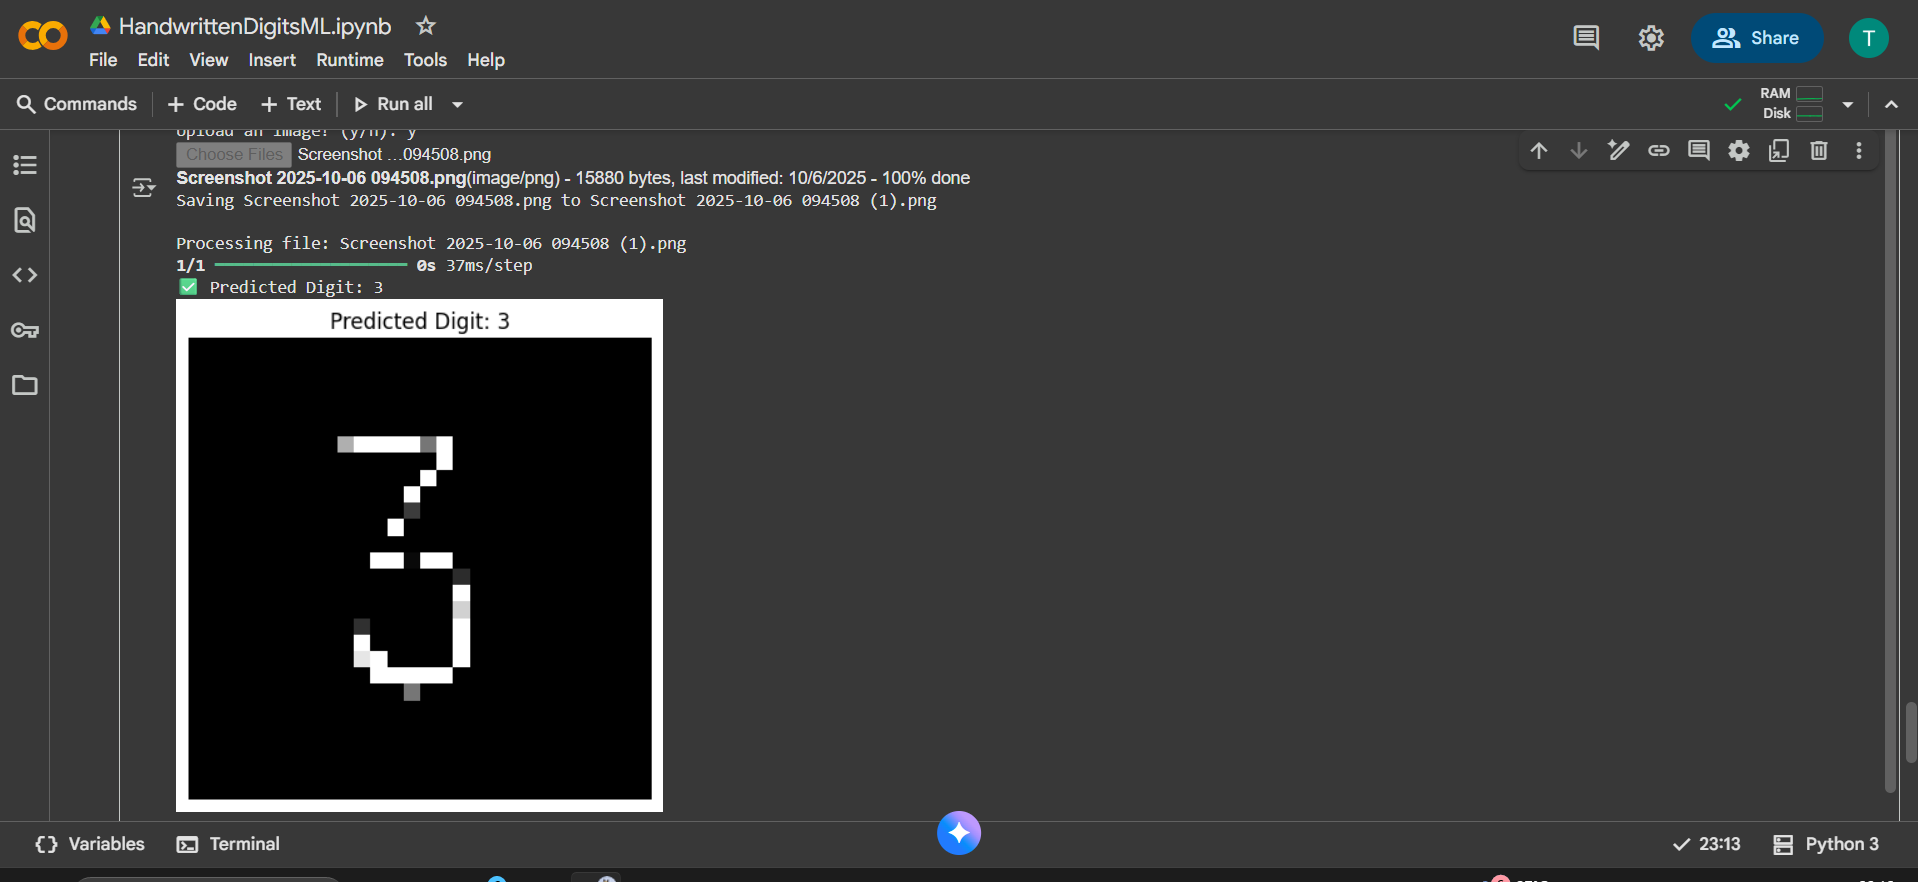 HandwrittenDigitsML.ipynb
File Edit View Insert Runtime Tools Help
Share
T
Commands + Code + Text Run all
RAM
Disk
Upload an image? (y/n): y
Choose Files Screenshot ...094508.png
Screenshot 2025-10-06 094508.png(image/png) - 15880 bytes, last modified: 10/6/2025 - 100% done
Saving Screenshot 2025-10-06 094508.png to Screenshot 2025-10-06 094508 (1).png
Processing file: Screenshot 2025-10-06 094508 (1).png
1/1 0s 37ms/step
Predicted Digit: 3
Predicted Digit: 3
3
{} Variables Terminal
23:13 Python 3